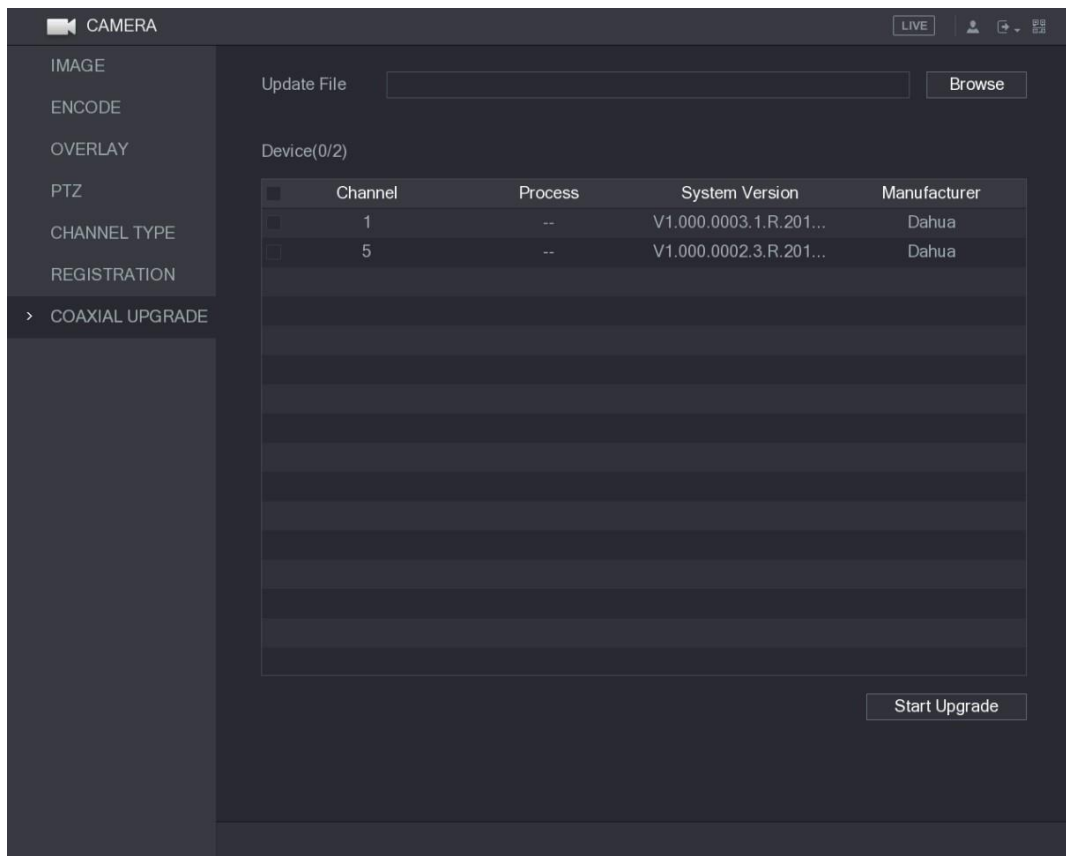 CAMERA LIVE
IMAGE
ENCODE
OVERLAY
PTZ
CHANNEL TYPE
REGISTRATION
> COAXIAL UPGRADE
Update File Browse
Device(0/2)
Channel Process System Version Manufacturer
1 -- V1.000.0003.1.R.201... Dahua
5 -- V1.000.0002.3.R.201... Dahua
Start Upgrade